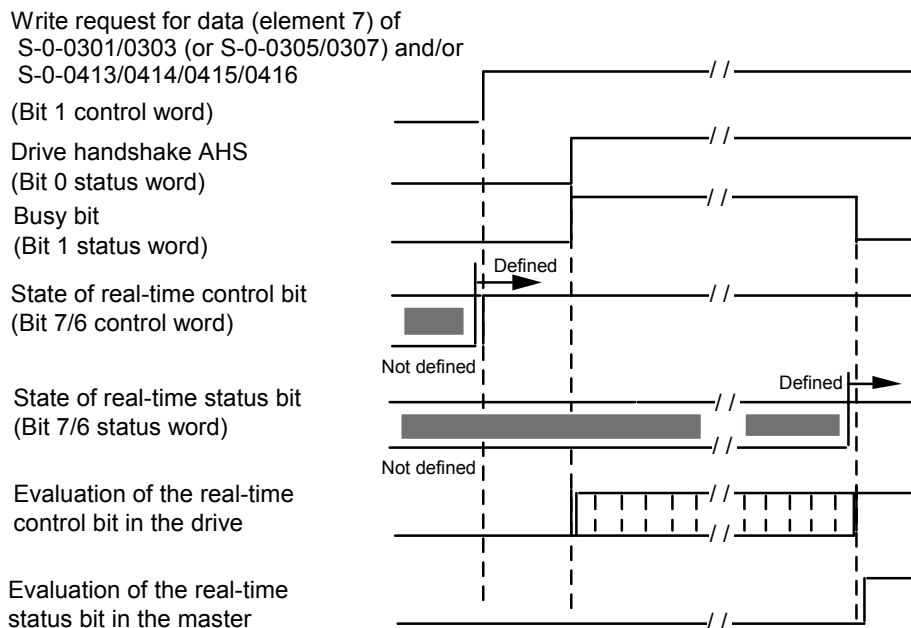 Write request for data (element 7) of
S-0-0301/0303 (or S-0-0305/0307) and/or
S-0-0413/0414/0415/0416
(Bit 1 control word)
Drive handshake AHS
(Bit 0 status word)
Busy bit
(Bit 1 status word)
Defined
State of real-time control bit
(Bit 7/6 control word)
Not defined
Defined
State of real-time status bit
(Bit 7/6 status word)
Not defined
Evaluation of the real-time
control bit in the drive
Evaluation of the real-time
status bit in the master